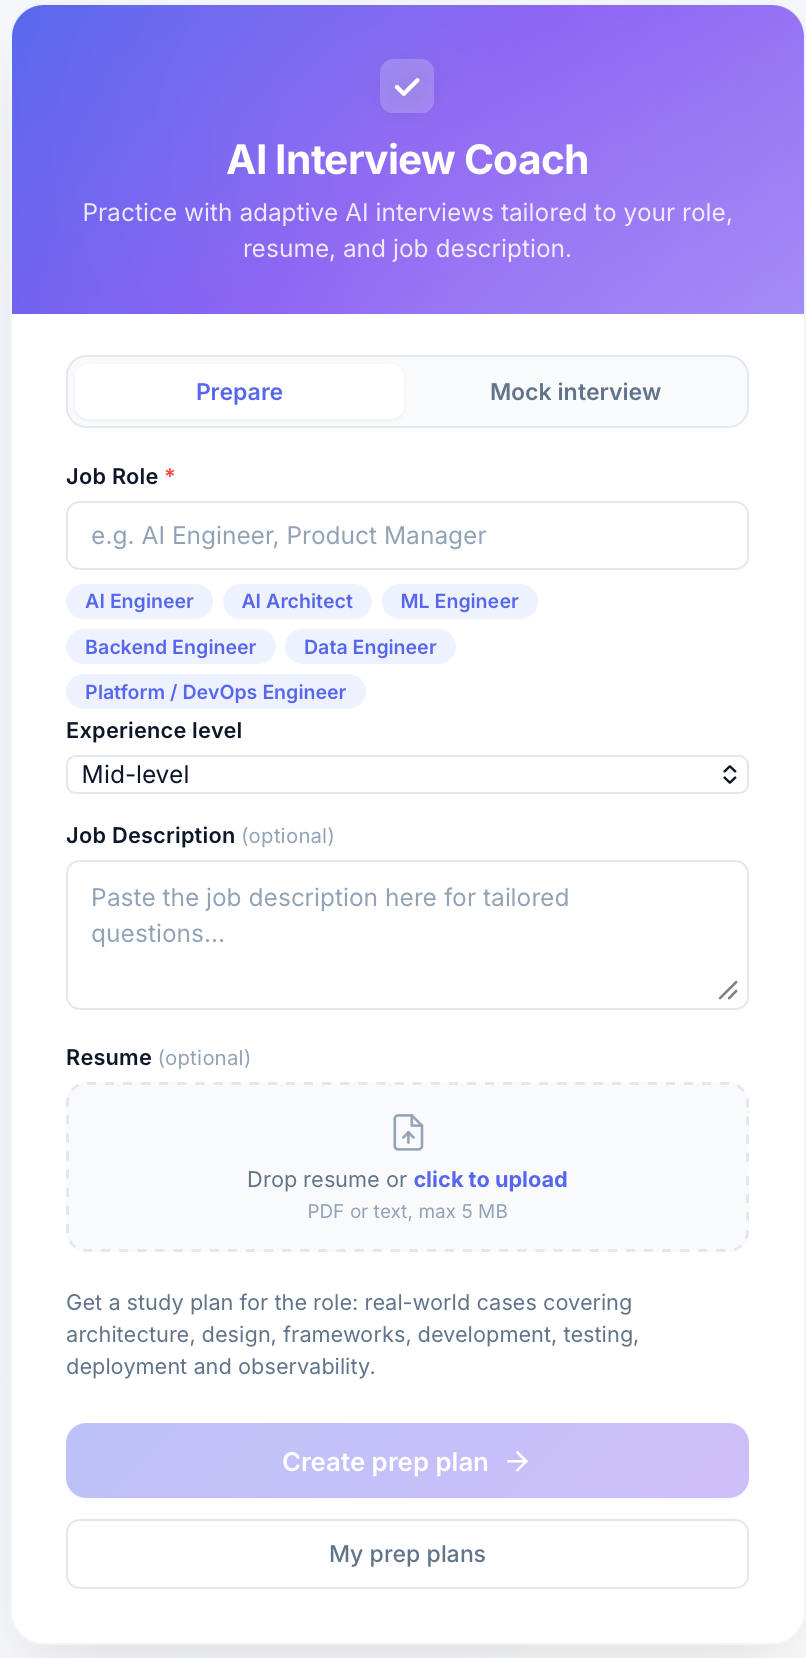 AI Interview Coach
Practice with adaptive AI interviews tailored to your role,
resume, and job description.
Prepare
Mock interview
Job Role *
e.g. AI Engineer, Product Manager
AI Engineer
AI Architect
ML Engineer
Backend Engineer
Data Engineer
Platform / DevOps Engineer
Experience level
Mid-level
Job Description (optional)
Paste the job description here for tailored
questions...
Resume (optional)
Drop resume or click to upload
PDF or text, max 5 MB
Get a study plan for the role: real-world cases covering
architecture, design, frameworks, development, testing,
deployment and observability.
Create prep plan →
My prep plans